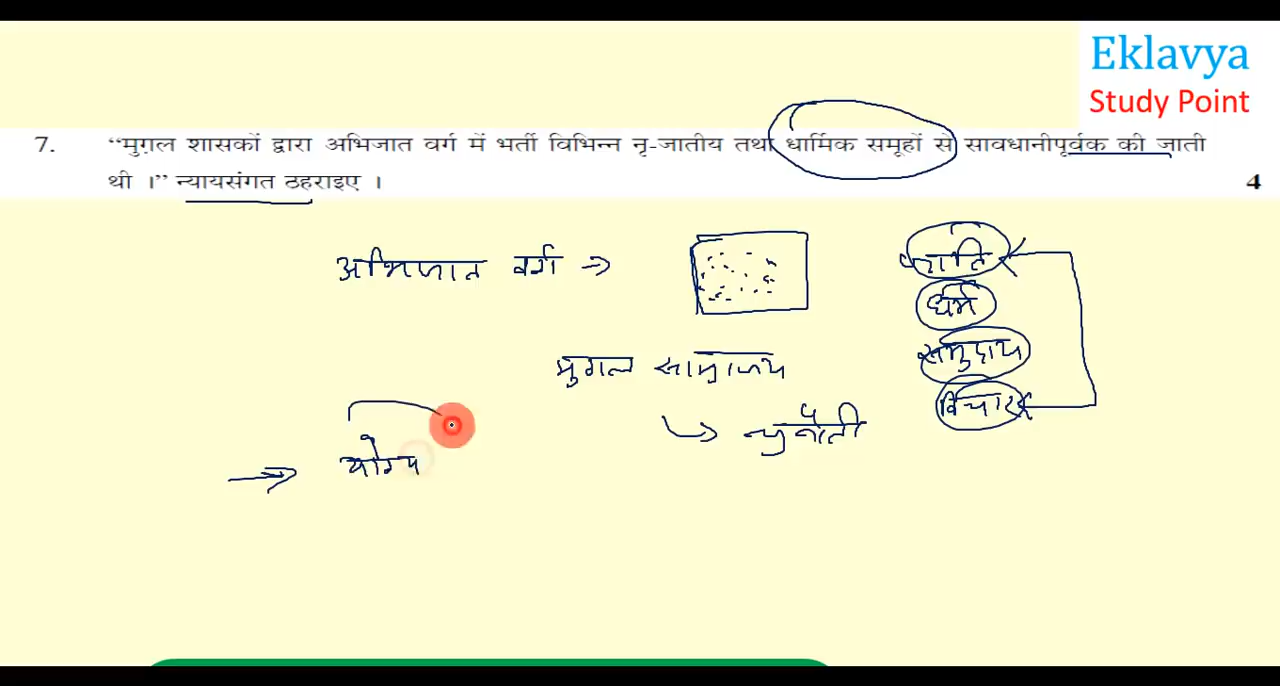 Eklavya
Study Point
7. “मुग़ल शासकों द्वारा अभिजात वर्ग में भर्ती विभिन्न नृ-जातीय तथा धार्मिक समूहों से सावधानीपूर्वक की जाती
थी ।” न्यायसंगत ठहराइए । 4
अभिजात वर्ग →
जाति
धर्म
समुदाय
विचार
मुगल साम्राज्य
↳ चुनौती
→ योग्य